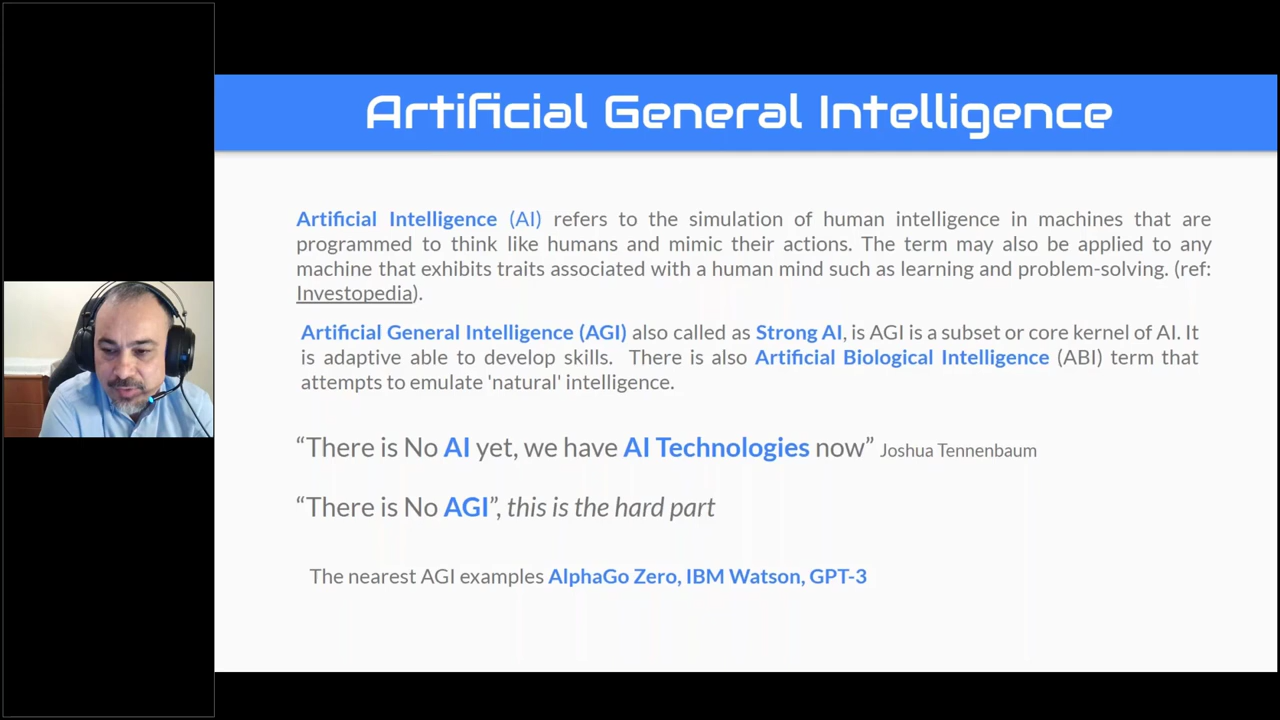 Artificial General Intelligence
Artificial Intelligence (AI) refers to the simulation of human intelligence in machines that are
programmed to think like humans and mimic their actions. The term may also be applied to any
machine that exhibits traits associated with a human mind such as learning and problem-solving. (ref:
Investopedia).
Artificial General Intelligence (AGI) also called as Strong AI, is AGI is a subset or core kernel of AI. It
is adaptive able to develop skills. There is also Artificial Biological Intelligence (ABI) term that
attempts to emulate 'natural' intelligence.
“There is No AI yet, we have AI Technologies now” Joshua Tennenbaum
“There is No AGI”, this is the hard part
The nearest AGI examples AlphaGo Zero, IBM Watson, GPT-3